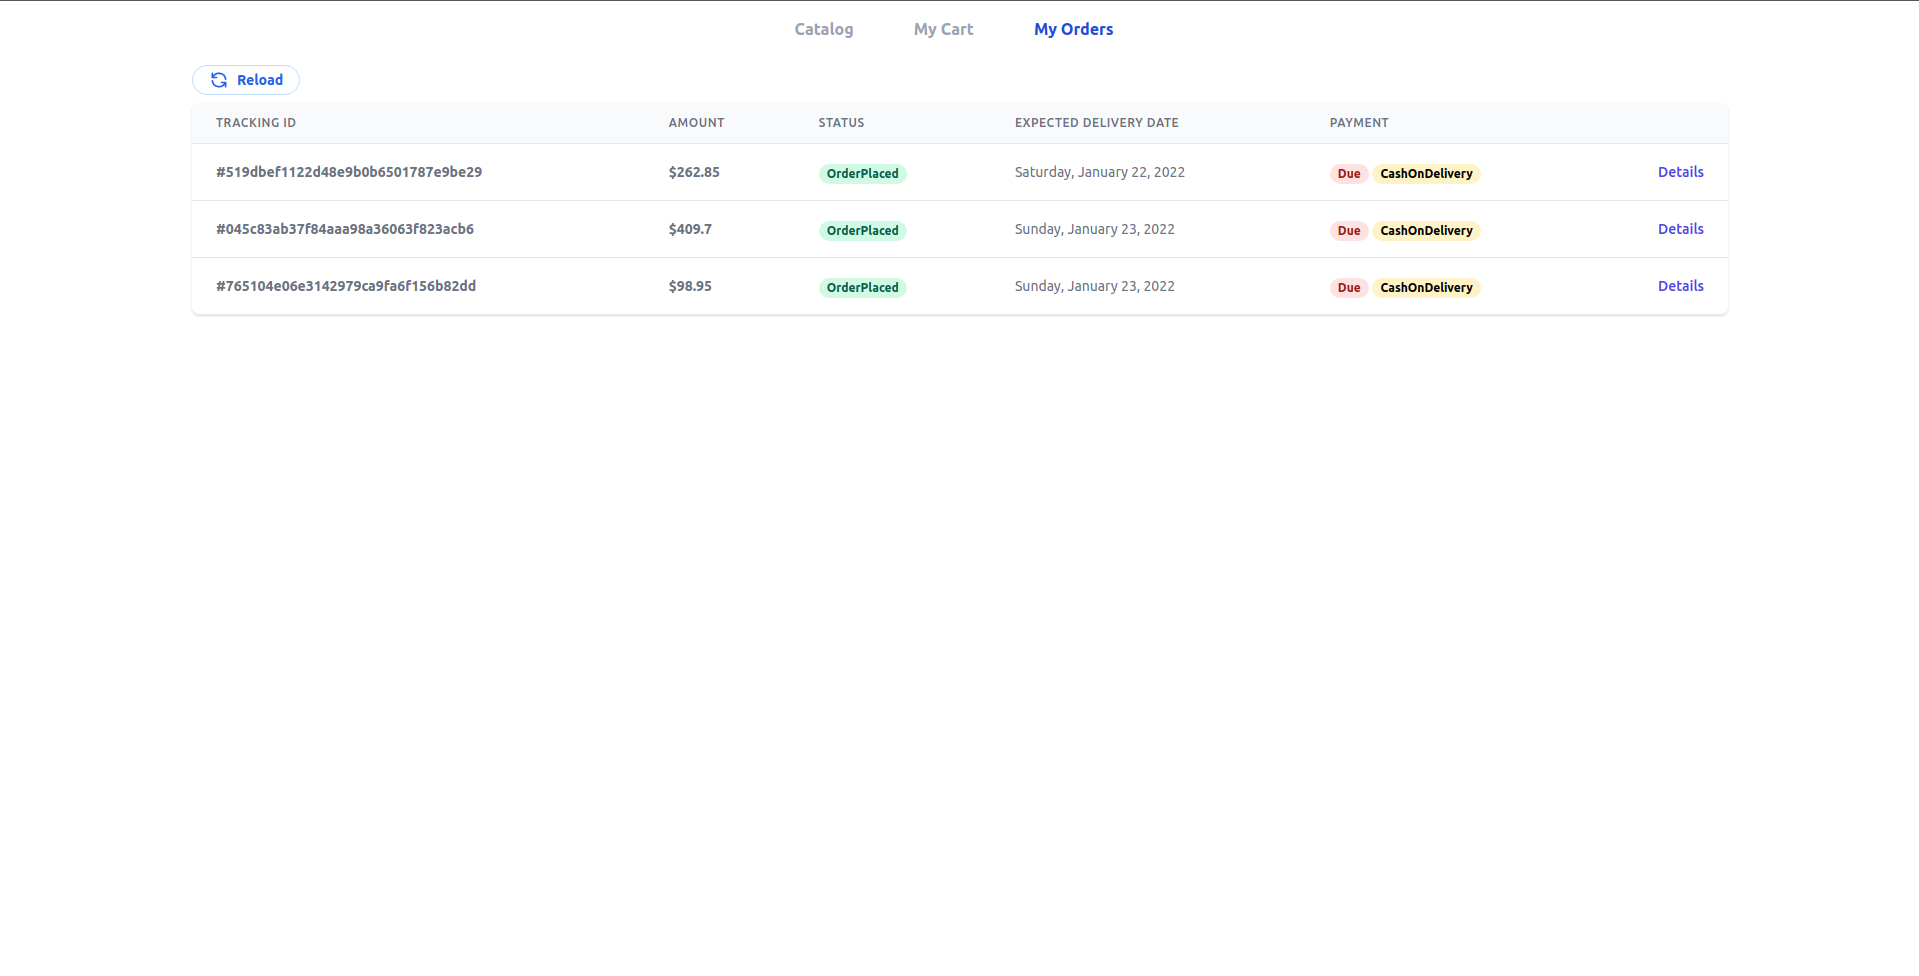 Catalog My Cart My Orders
Reload
TRACKING ID AMOUNT STATUS EXPECTED DELIVERY DATE PAYMENT
#519dbef1122d48e9b0b6501787e9be29 $262.85 OrderPlaced Saturday, January 22, 2022 Due CashOnDelivery Details
#045c83ab37f84aaa98a36063f823acb6 $409.7 OrderPlaced Sunday, January 23, 2022 Due CashOnDelivery Details
#765104e06e3142979ca9fa6f156b82dd $98.95 OrderPlaced Sunday, January 23, 2022 Due CashOnDelivery Details